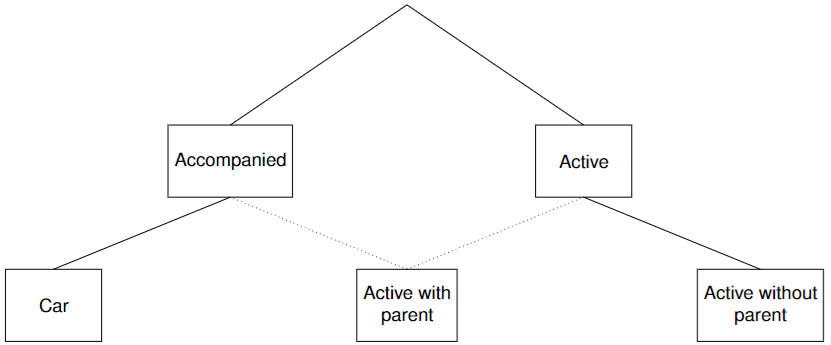 Accompanied
Active
Car
Active with
parent
Active without
parent